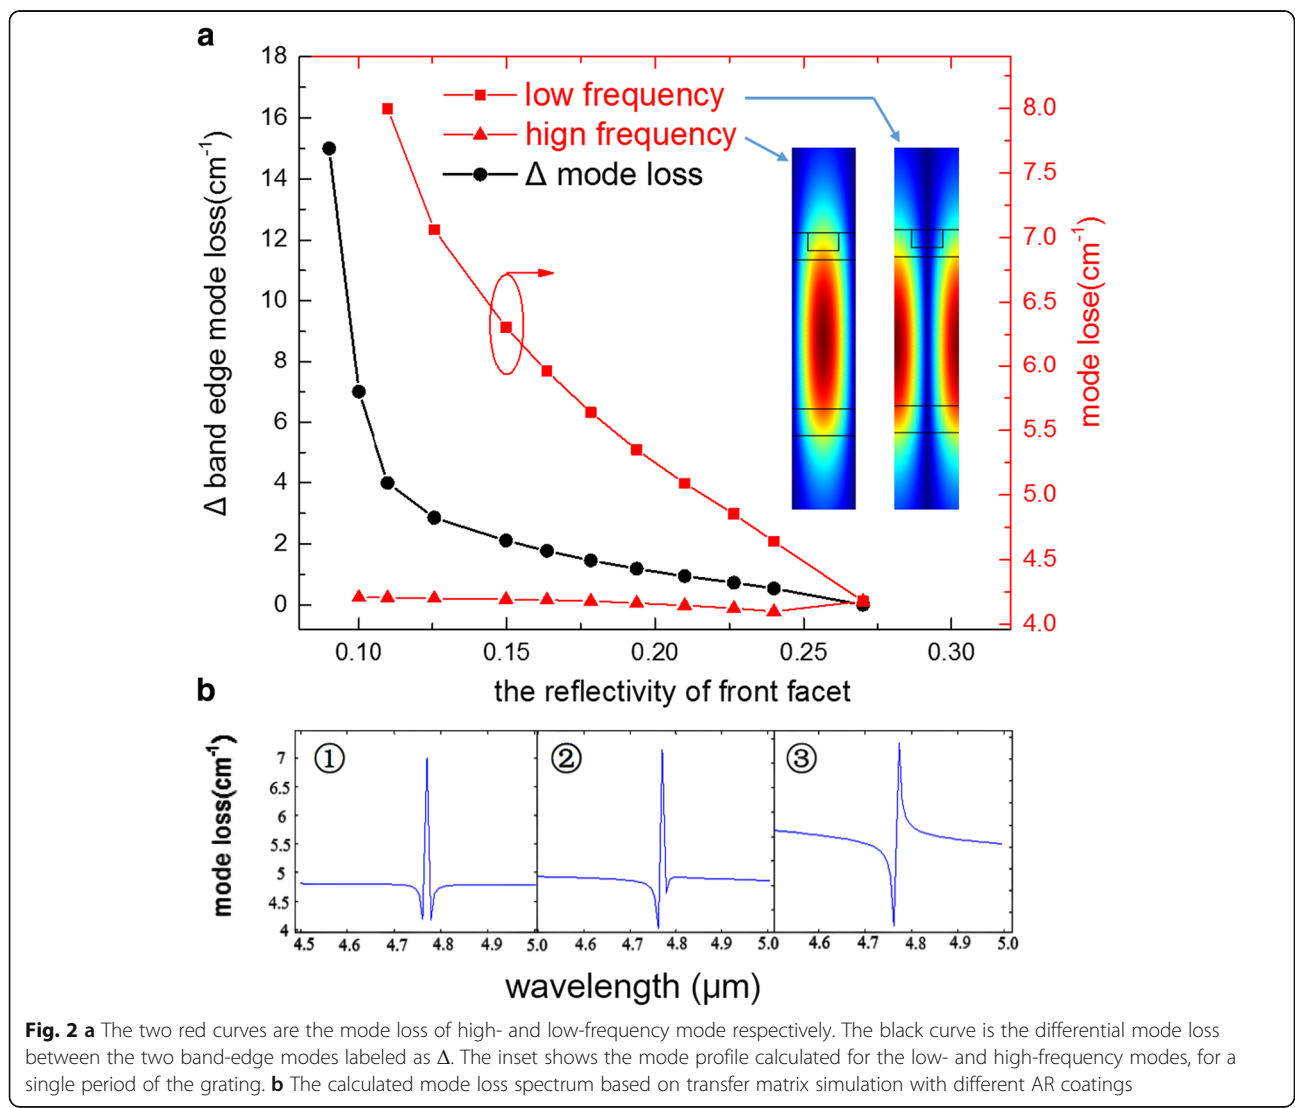 a
18
16
14
12
10
8
6
4
2
0
Δ band edge mode loss(cm⁻¹)
low frequency
hign frequency
Δ mode loss
8.0
7.5
7.0
6.5
6.0
5.5
5.0
4.5
4.0
mode lose(cm⁻¹)
0.10 0.15 0.20 0.25 0.30
the reflectivity of front facet
b
mode loss(cm⁻¹)
7
6.5
6
5.5
5
4.5
4
① ② ③
4.5 4.6 4.7 4.8 4.9 5.0 4.6 4.7 4.8 4.9 5.0 4.6 4.7 4.8 4.9 5.0
wavelength (μm)
Fig. 2 a The two red curves are the mode loss of high- and low-frequency mode respectively. The black curve is the differential mode loss
between the two band-edge modes labeled as Δ. The inset shows the mode profile calculated for the low- and high-frequency modes, for a
single period of the grating. b The calculated mode loss spectrum based on transfer matrix simulation with different AR coatings